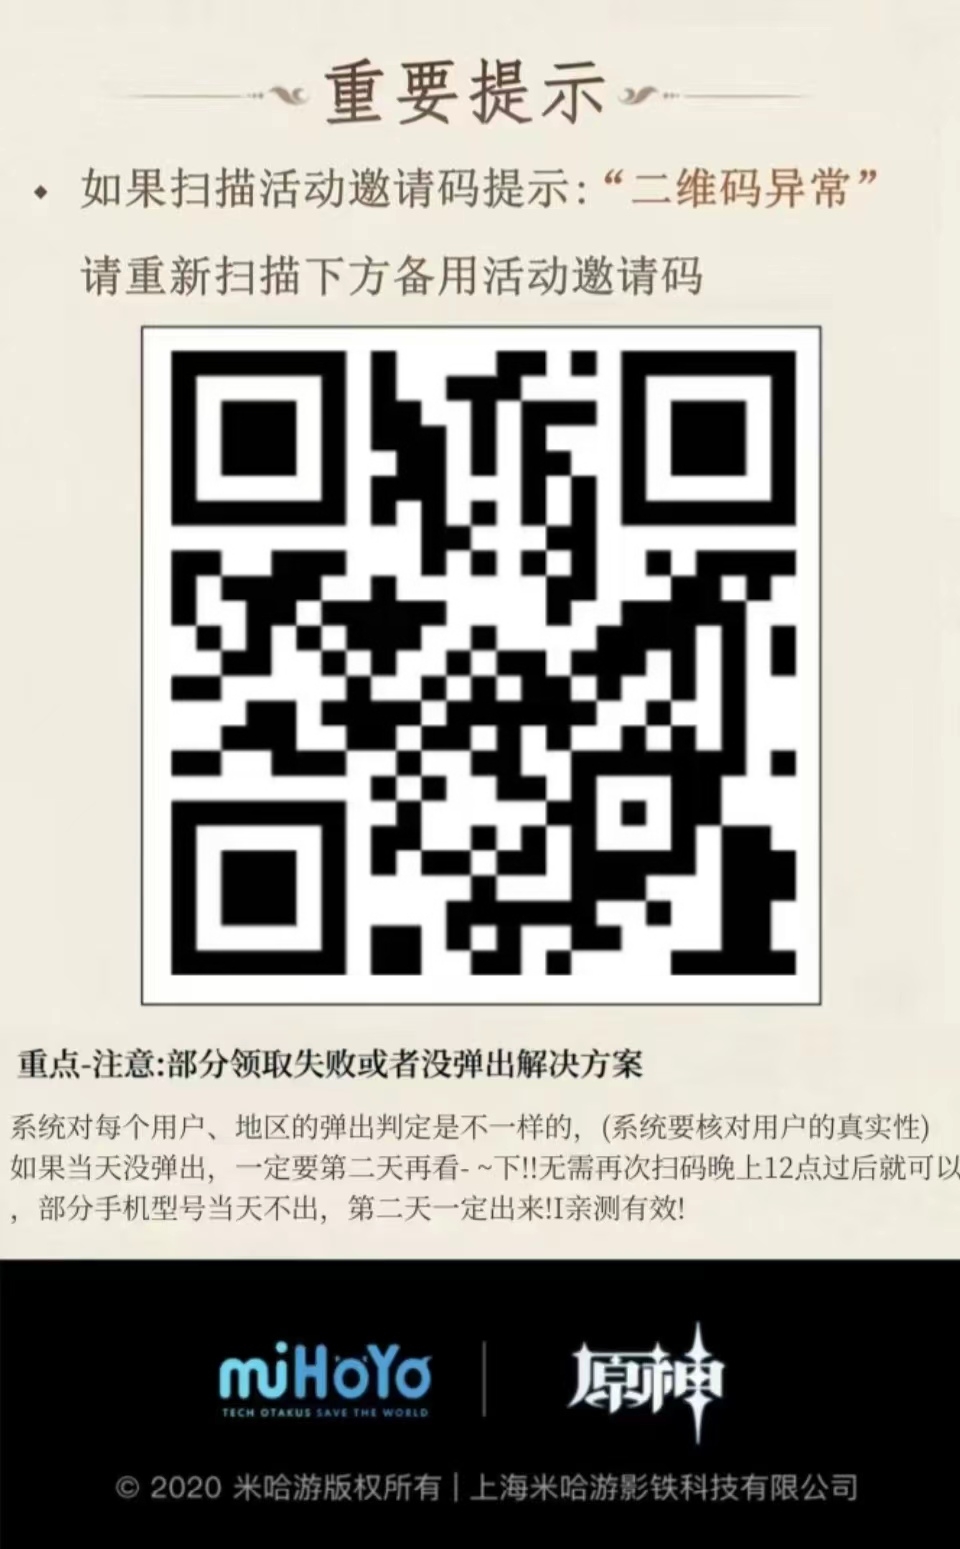 重要提示
如果扫描活动邀请码提示：“二维码异常”
请重新扫描下方备用活动邀请码
重点-注意:部分领取失败或者没弹出解决方案
系统对每个用户、地区的弹出判定是不一样的，(系统要核对用户的真实性)
如果当天没弹出，一定要第二天再看- ~下!!无需再次扫码晚上12点过后就可以
，部分手机型号当天不出，第二天一定出来!I亲测有效!
miHoYo
TECH OTAKUS SAVE THE WORLD
原神
© 2020 米哈游版权所有 | 上海米哈游影铁科技有限公司